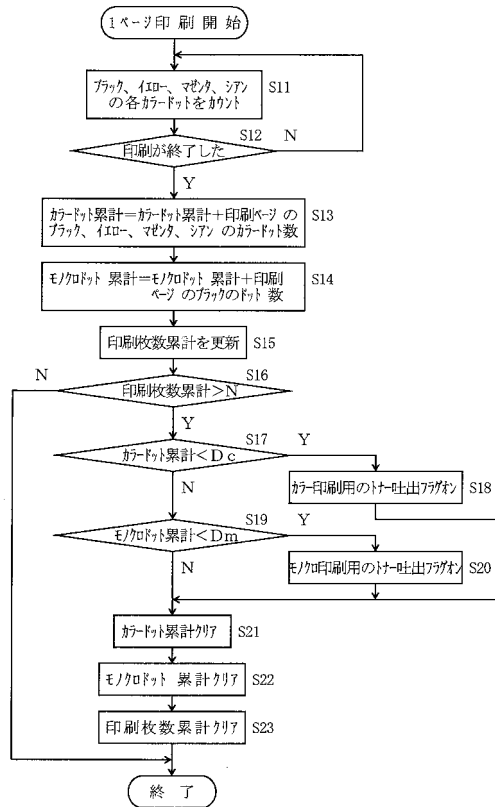 1ページ印刷開始
ブラック、イエロー、マゼンタ、シアン
の各カラードットをカウント
S11
S12
N
印刷が終了した
Y
カラードット累計=カラードット累計+印刷ページの
ブラック、イエロー、マゼンタ、シアンのカラードット数
S13
モノクロドット累計=モノクロドット累計+印刷
ページのブラックのドット数
S14
印刷枚数累計を更新
S15
N
S16
印刷枚数累計>N
Y
S17
Y
カラードット累計<Dc
N
カラー印刷用のトナー吐出フラグオン
S18
S19
Y
モノクロドット累計<Dm
N
モノクロ印刷用のトナー吐出フラグオン
S20
カラードット累計クリア
S21
モノクロドット累計クリア
S22
印刷枚数累計クリア
S23
終了